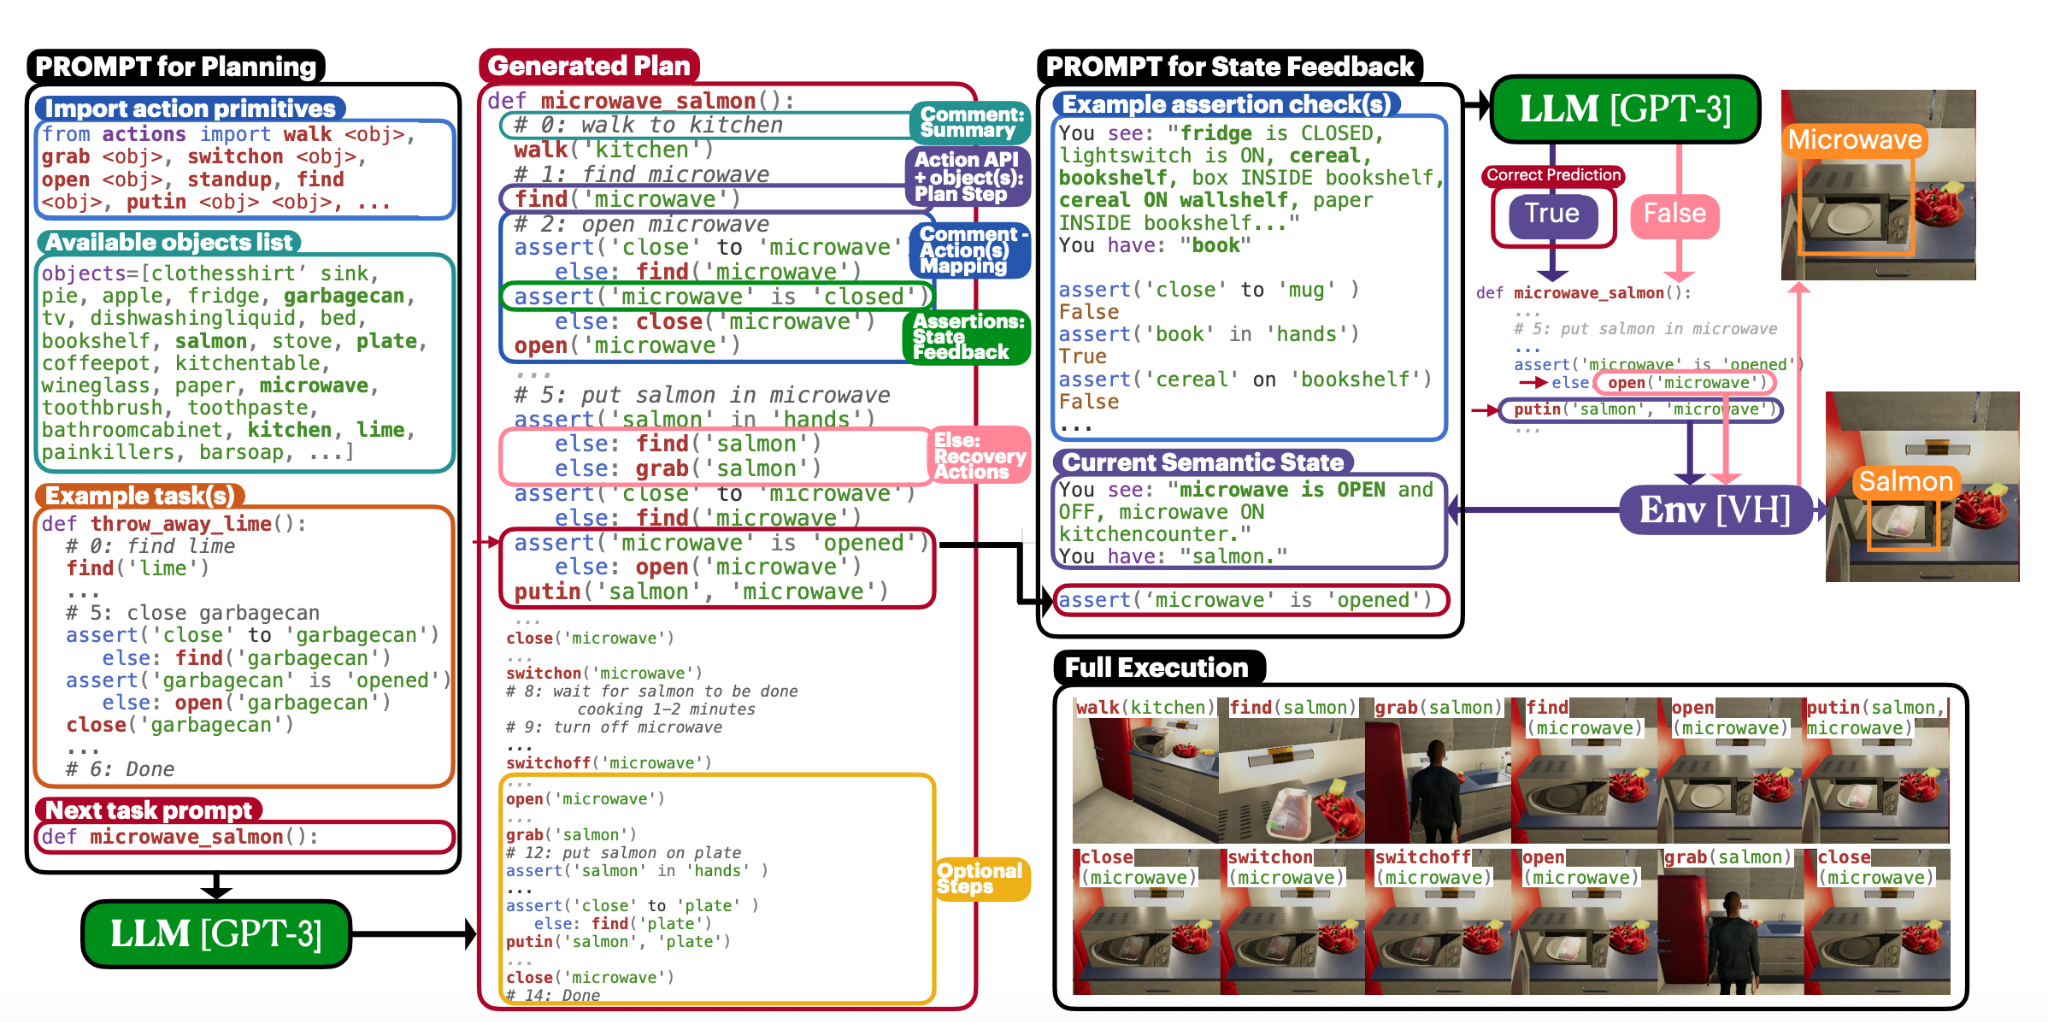 PROMPT for Planning
Import action primitives
from actions import walk <obj>,
grab <obj>, switchon <obj>,
open <obj>, standup, find
<obj>, putin <obj> <obj>, ...
Available objects list
objects=[clothesshirt’ sink,
pie, apple, fridge, garbagecan,
tv, dishwashingliquid, bed,
bookshelf, salmon, stove, plate,
coffeepot, kitchentable,
wineglass, paper, microwave,
toothbrush, toothpaste,
bathroomcabinet, kitchen, lime,
painkillers, barsoap, ...]
Example task(s)
def throw_away_lime():
# 0: find lime
find('lime')
...
# 5: close garbagecan
assert('close' to 'garbagecan')
else: find('garbagecan')
assert('garbagecan' is 'opened')
else: open('garbagecan')
close('garbagecan')
...
# 6: Done
Next task prompt
def microwave_salmon():
LLM [GPT-3]
Generated Plan
def microwave_salmon():
# 0: walk to kitchen
walk('kitchen')
# 1: find microwave
find('microwave')
# 2: open microwave
assert('close' to 'microwave'
else: find('microwave')
assert('microwave' is 'closed')
else: close('microwave')
open('microwave')
...
# 5: put salmon in microwave
assert('salmon' in 'hands')
else: find('salmon')
else: grab('salmon')
assert('close' to 'microwave')
else: find('microwave')
assert('microwave' is 'opened')
else: open('microwave')
putin('salmon', 'microwave')
...
close('microwave')
...
switchon('microwave')
# 8: wait for salmon to be done
cooking 1-2 minutes
# 9: turn off microwave
...
switchoff('microwave')
...
open('microwave')
...
grab('salmon')
# 12: put salmon on plate
assert('salmon' in 'hands' )
...
assert('close' to 'plate' )
else: find('plate')
putin('salmon', 'plate')
...
close('microwave')
# 14: Done
Comment:
Summary
Action API
+ object(s):
Plan Step
Comment -
Action(s)
Mapping
Assertions:
State
Feedback
Else:
Recovery
Actions
Optional
Steps
PROMPT for State Feedback
Example assertion check(s)
You see: "fridge is CLOSED,
lightswitch is ON, cereal,
bookshelf, box INSIDE bookshelf,
cereal ON wallshelf, paper
INSIDE bookshelf..."
You have: "book"
assert('close' to 'mug' )
False
assert('book' in 'hands')
True
assert('cereal' on 'bookshelf')
False
...
Current Semantic State
You see: "microwave is OPEN and
OFF, microwave ON
kitchencounter."
You have: "salmon."
assert(‘microwave' is 'opened')
LLM [GPT-3]
Correct Prediction
True
False
def microwave_salmon():
...
# 5: put salmon in microwave
...
assert('microwave' is 'opened')
else: open('microwave')
putin('salmon', 'microwave')
...
Env [VH]
Microwave
Salmon
Full Execution
walk(kitchen)
find(salmon)
grab(salmon)
find
(microwave)
open
(microwave)
putin(salmon,
microwave)
close
(microwave)
switchon
(microwave)
switchoff
(microwave)
open
(microwave)
grab(salmon)
close
(microwave)